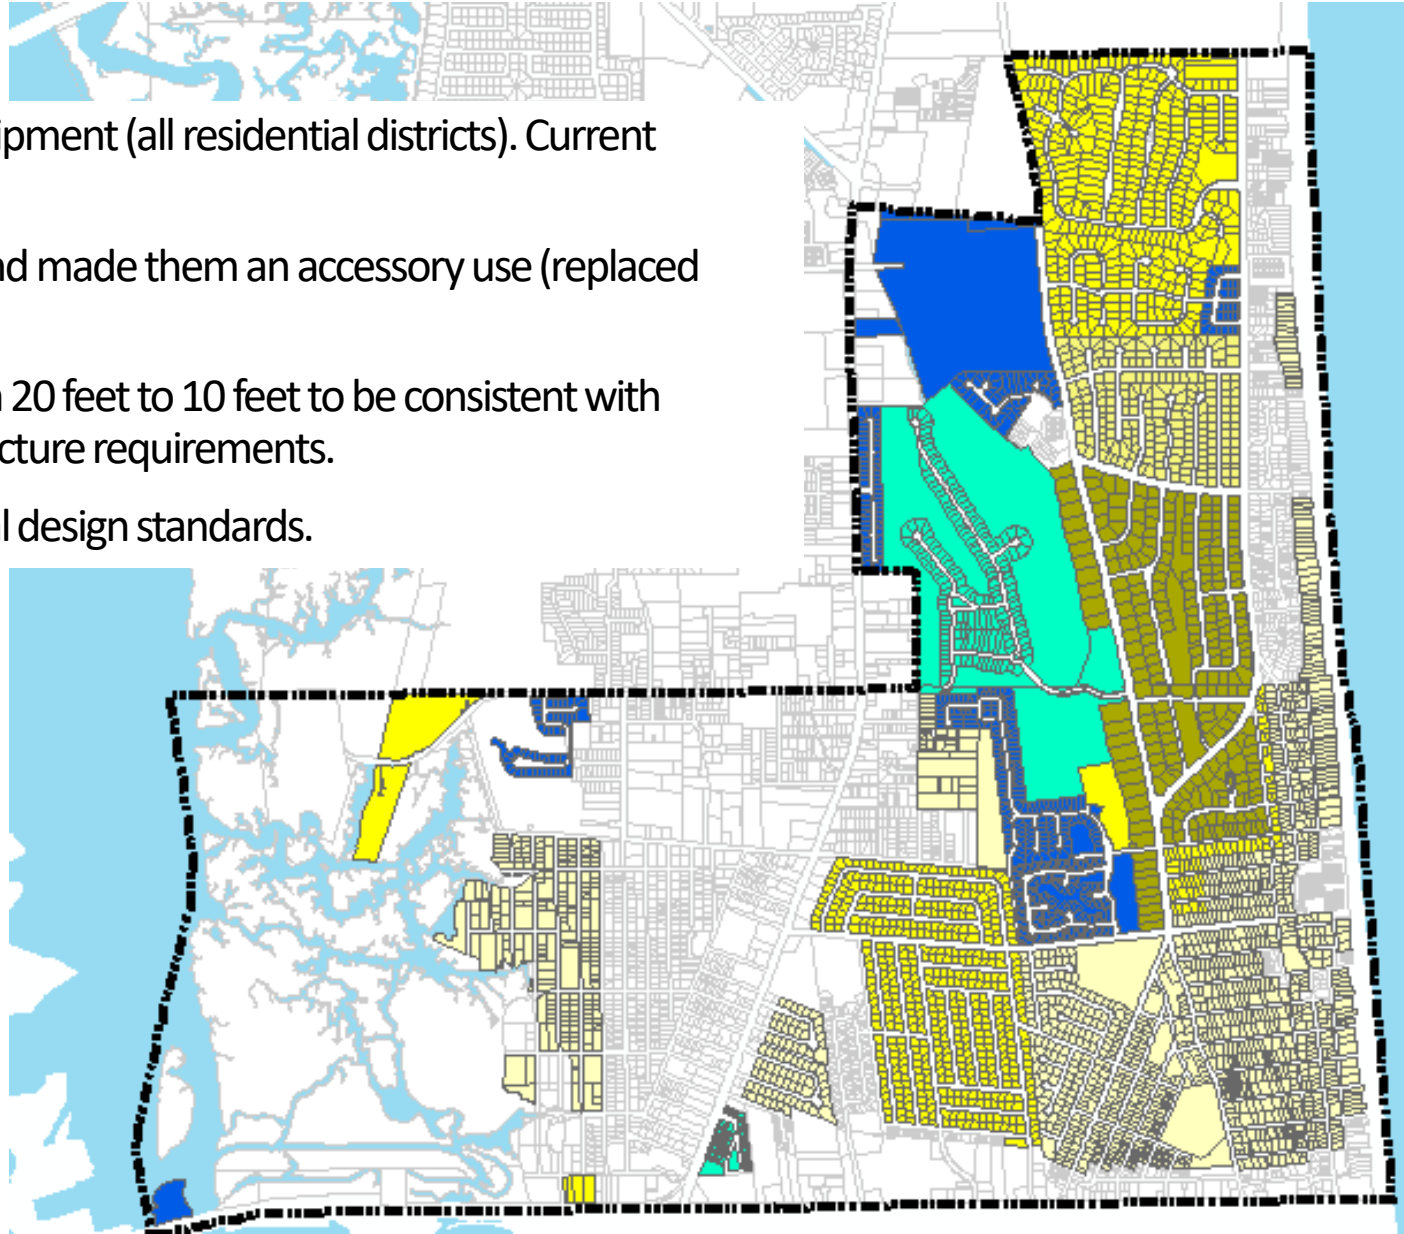 ipment (all residential districts). Current
nd made them an accessory use (replaced
20 feet to 10 feet to be consistent with
cture requirements.
l design standards.